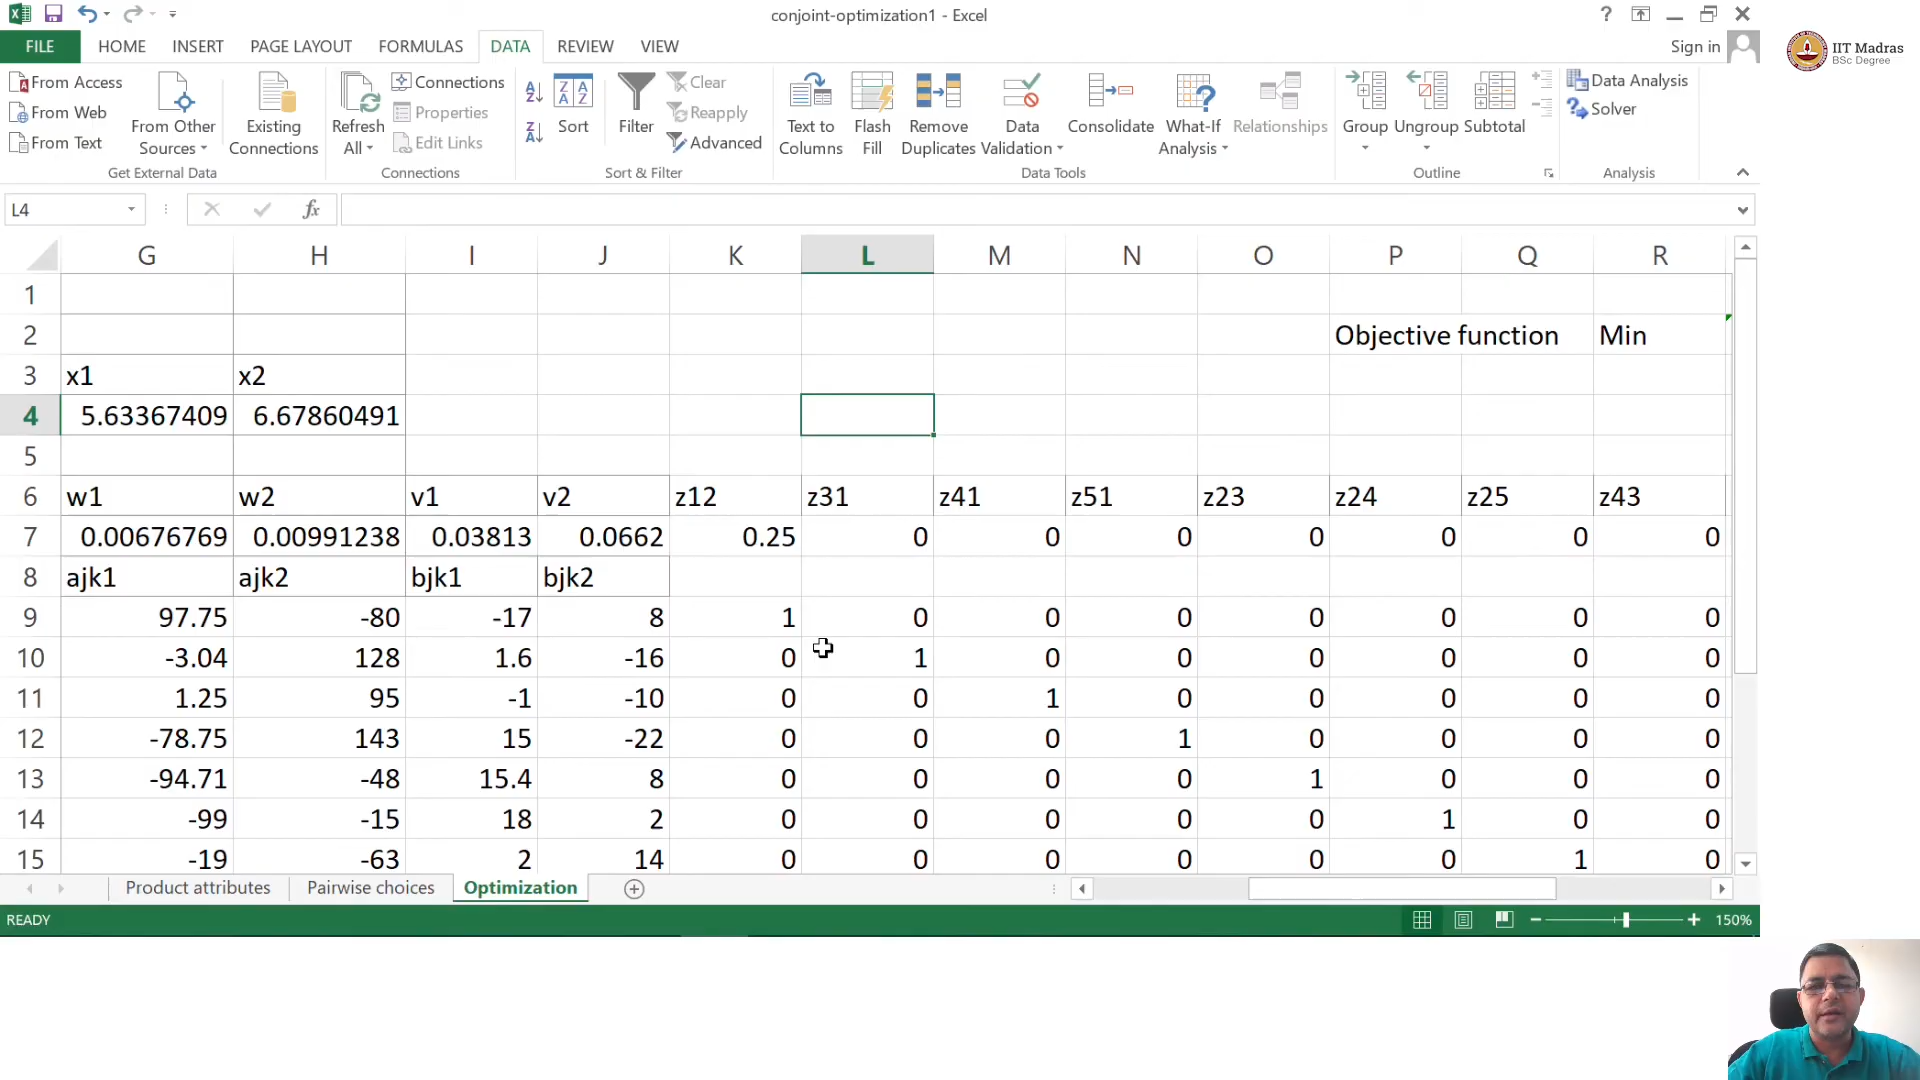 conjoint-optimization1 - Excel
FILE HOME INSERT PAGE LAYOUT FORMULAS DATA REVIEW VIEW Sign in
IIT Madras
BSc Degree
From Access
From Web
From Text
From Other Sources
Existing Connections
Get External Data
Refresh All
Connections
Properties
Edit Links
Connections
Sort
Filter
Clear
Reapply
Advanced
Sort & Filter
Text to Columns
Flash Fill
Remove Duplicates
Data Validation
Consolidate
What-If Analysis
Relationships
Data Tools
Group
Ungroup
Subtotal
Outline
Data Analysis
Solver
Analysis
L4 fx
G H I J K L M N O P Q R
1
2 Objective function Min
3 x1 x2
4 5.63367409 6.67860491
5
6 w1 w2 v1 v2 z12 z31 z41 z51 z23 z24 z25 z43
7 0.00676769 0.00991238 0.03813 0.0662 0.25 0 0 0 0 0 0 0
8 ajk1 ajk2 bjk1 bjk2
9 97.75 -80 -17 8 1 0 0 0 0 0 0 0
10 -3.04 128 1.6 -16 0 1 0 0 0 0 0 0
11 1.25 95 -1 -10 0 0 1 0 0 0 0 0
12 -78.75 143 15 -22 0 0 0 1 0 0 0 0
13 -94.71 -48 15.4 8 0 0 0 0 1 0 0 0
14 -99 -15 18 2 0 0 0 0 0 1 0 0
15 -19 -63 2 14 0 0 0 0 0 0 1 0
Product attributes Pairwise choices Optimization
READY 150%